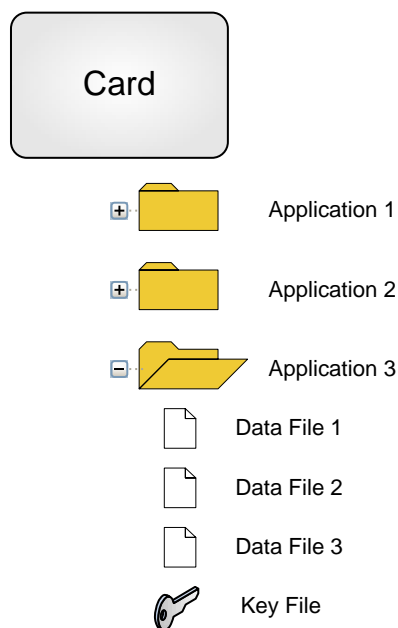 Card
Application 1
Application 2
Application 3
Data File 1
Data File 2
Data File 3
Key File